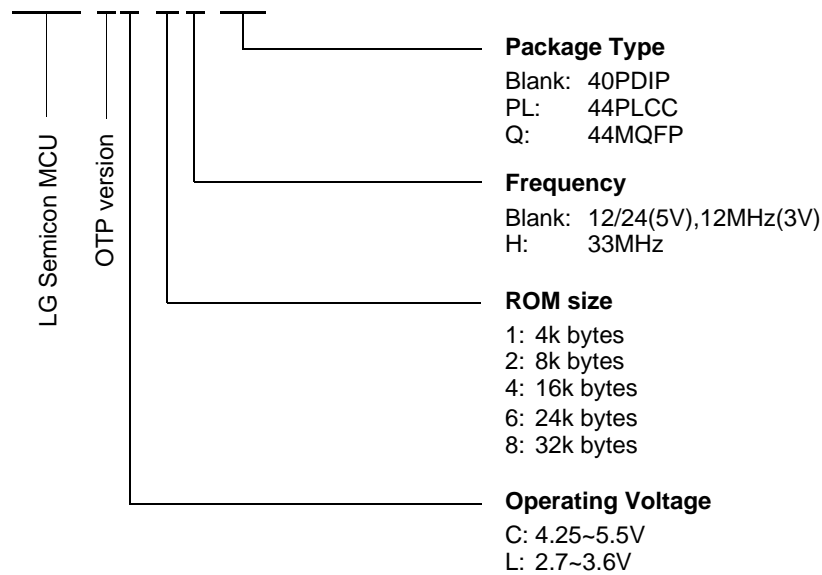 Package Type
Blank: 40PDIP
PL: 44PLCC
Q: 44MQFP
Frequency
Blank: 12/24(5V),12MHz(3V)
H: 33MHz
ROM size
1: 4k bytes
2: 8k bytes
4: 16k bytes
6: 24k bytes
8: 32k bytes
Operating Voltage
C: 4.25~5.5V
L: 2.7~3.6V
OTP version
LG Semicon MCU